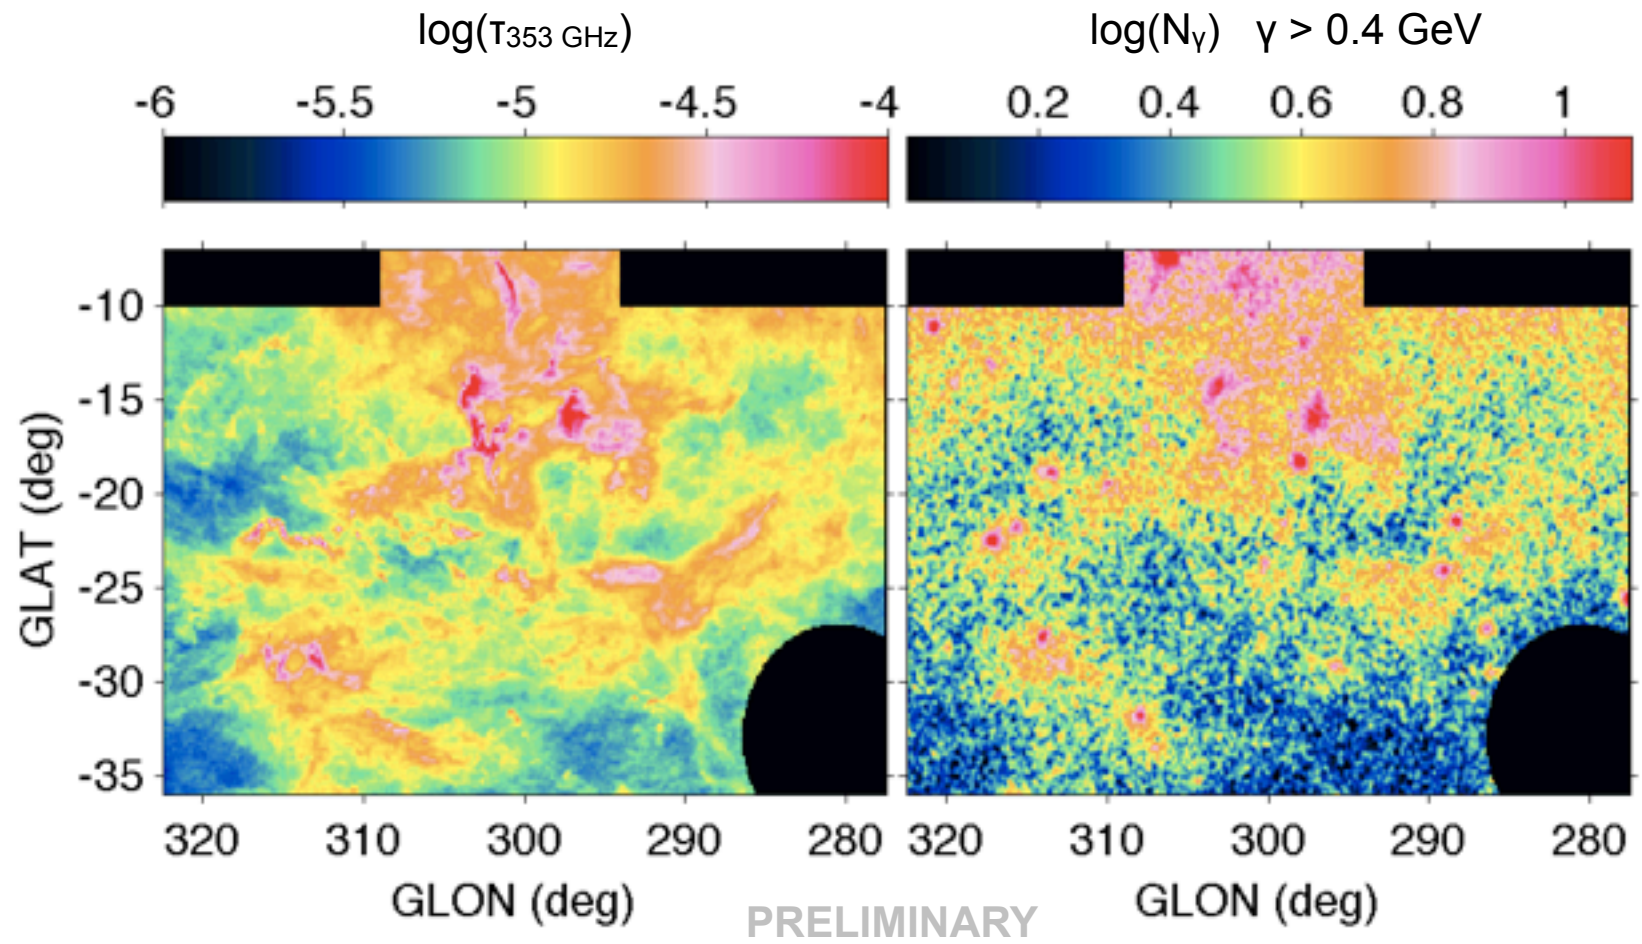 log(τ353 GHz) log(Nγ) γ > 0.4 GeV
-6 -5.5 -5 -4.5 -4 0.2 0.4 0.6 0.8 1
-10
-15
-20
-25
-30
-35
GLAT (deg)
320 310 300 290 280 320 310 300 290 280
GLON (deg) GLON (deg)
PRELIMINARY